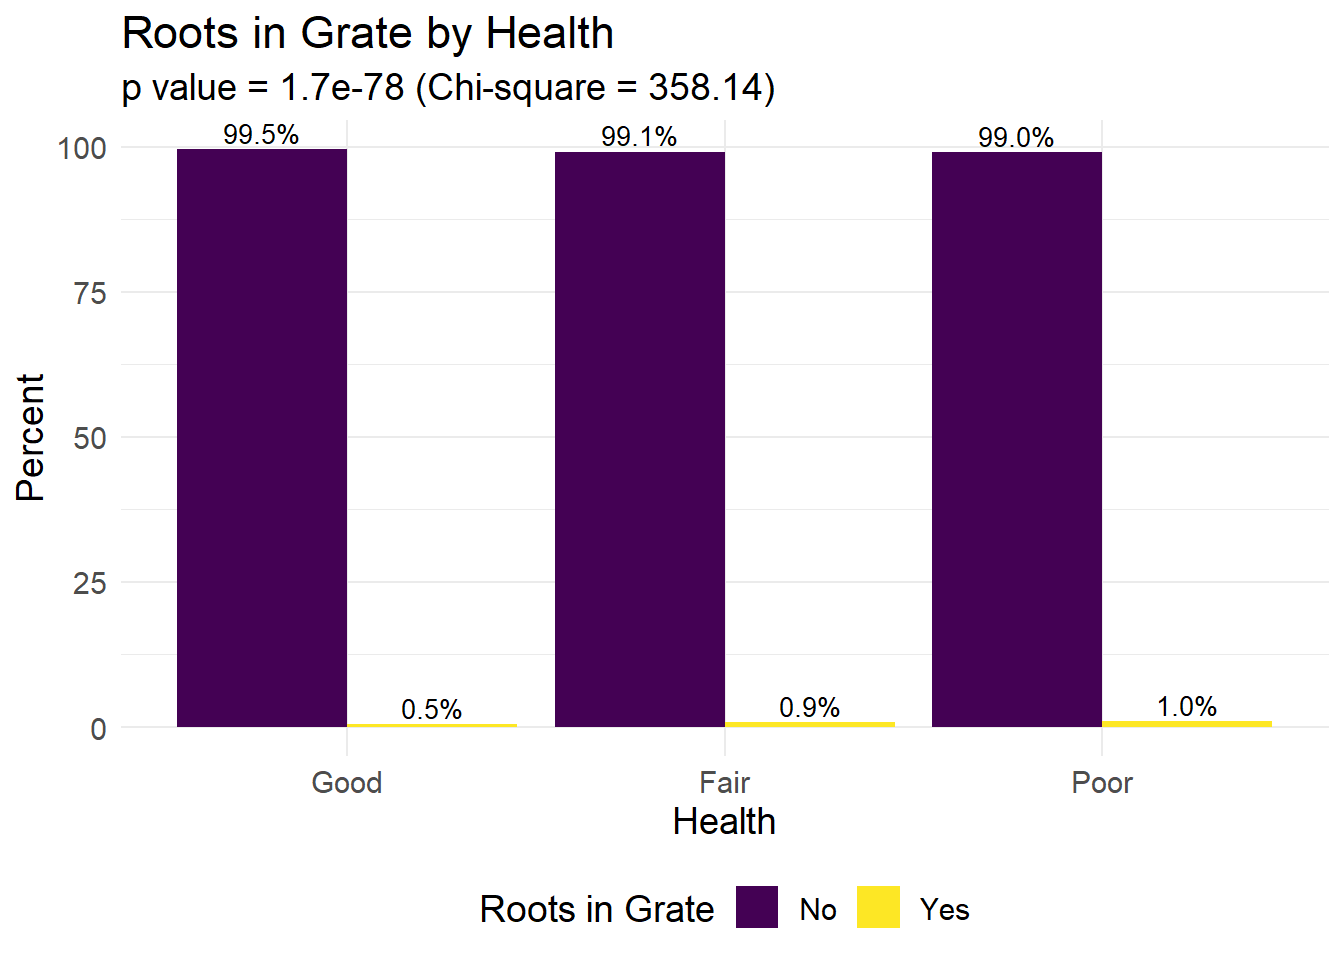 Roots in Grate by Health
p value = 1.7e-78 (Chi-square = 358.14)
99.5% 99.1% 99.0%
100
75
50
25
0
Percent
0.5% 0.9% 1.0%
Good Fair Poor
Health
Roots in Grate No Yes